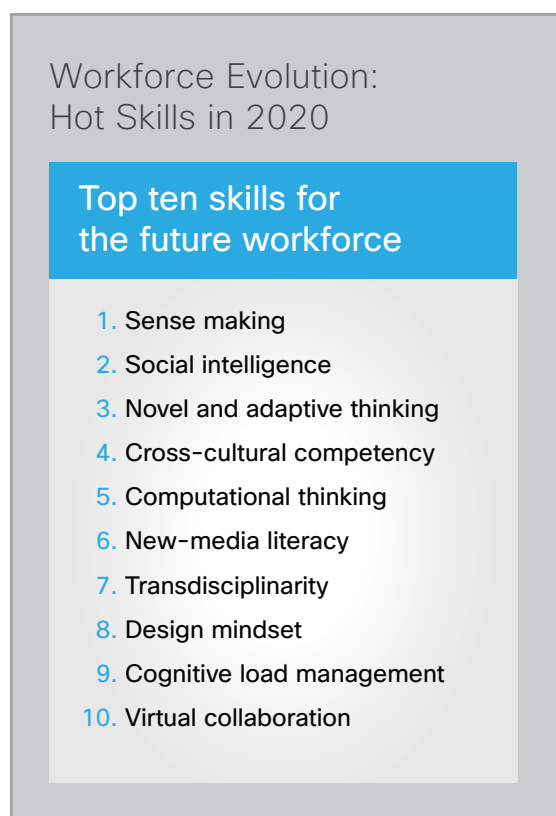 Workforce Evolution:
Hot Skills in 2020
Top ten skills for
the future workforce
1. Sense making
2. Social intelligence
3. Novel and adaptive thinking
4. Cross-cultural competency
5. Computational thinking
6. New-media literacy
7. Transdisciplinarity
8. Design mindset
9. Cognitive load management
10. Virtual collaboration